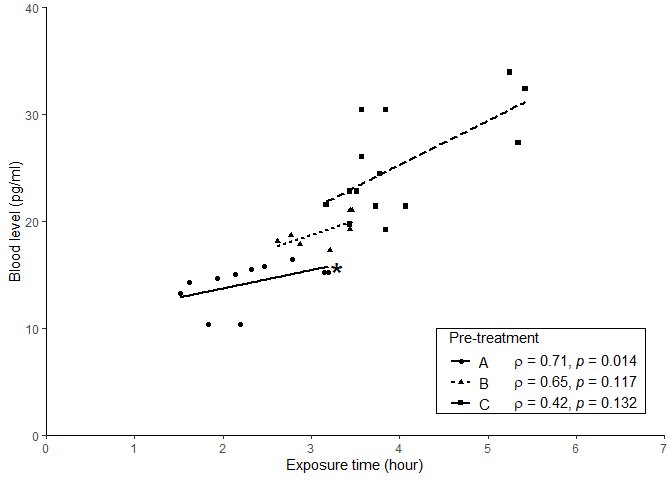 40
30
20
10
0
Blood level (pg/ml)
*
Pre-treatment
A ρ = 0.71, p = 0.014
B ρ = 0.65, p = 0.117
C ρ = 0.42, p = 0.132
0 1 2 3 4 5 6 7
Exposure time (hour)